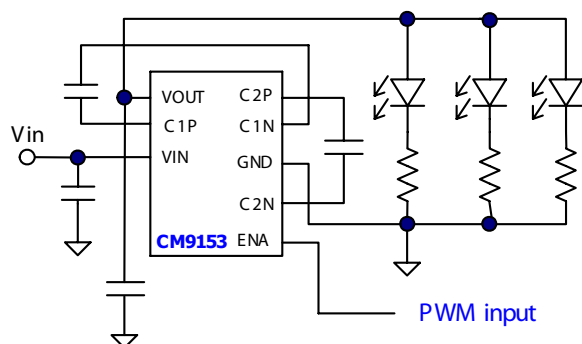 VOUT C2P
C1P C1N
Vin
VIN GND
C2N
CM9153 ENA
PWM input